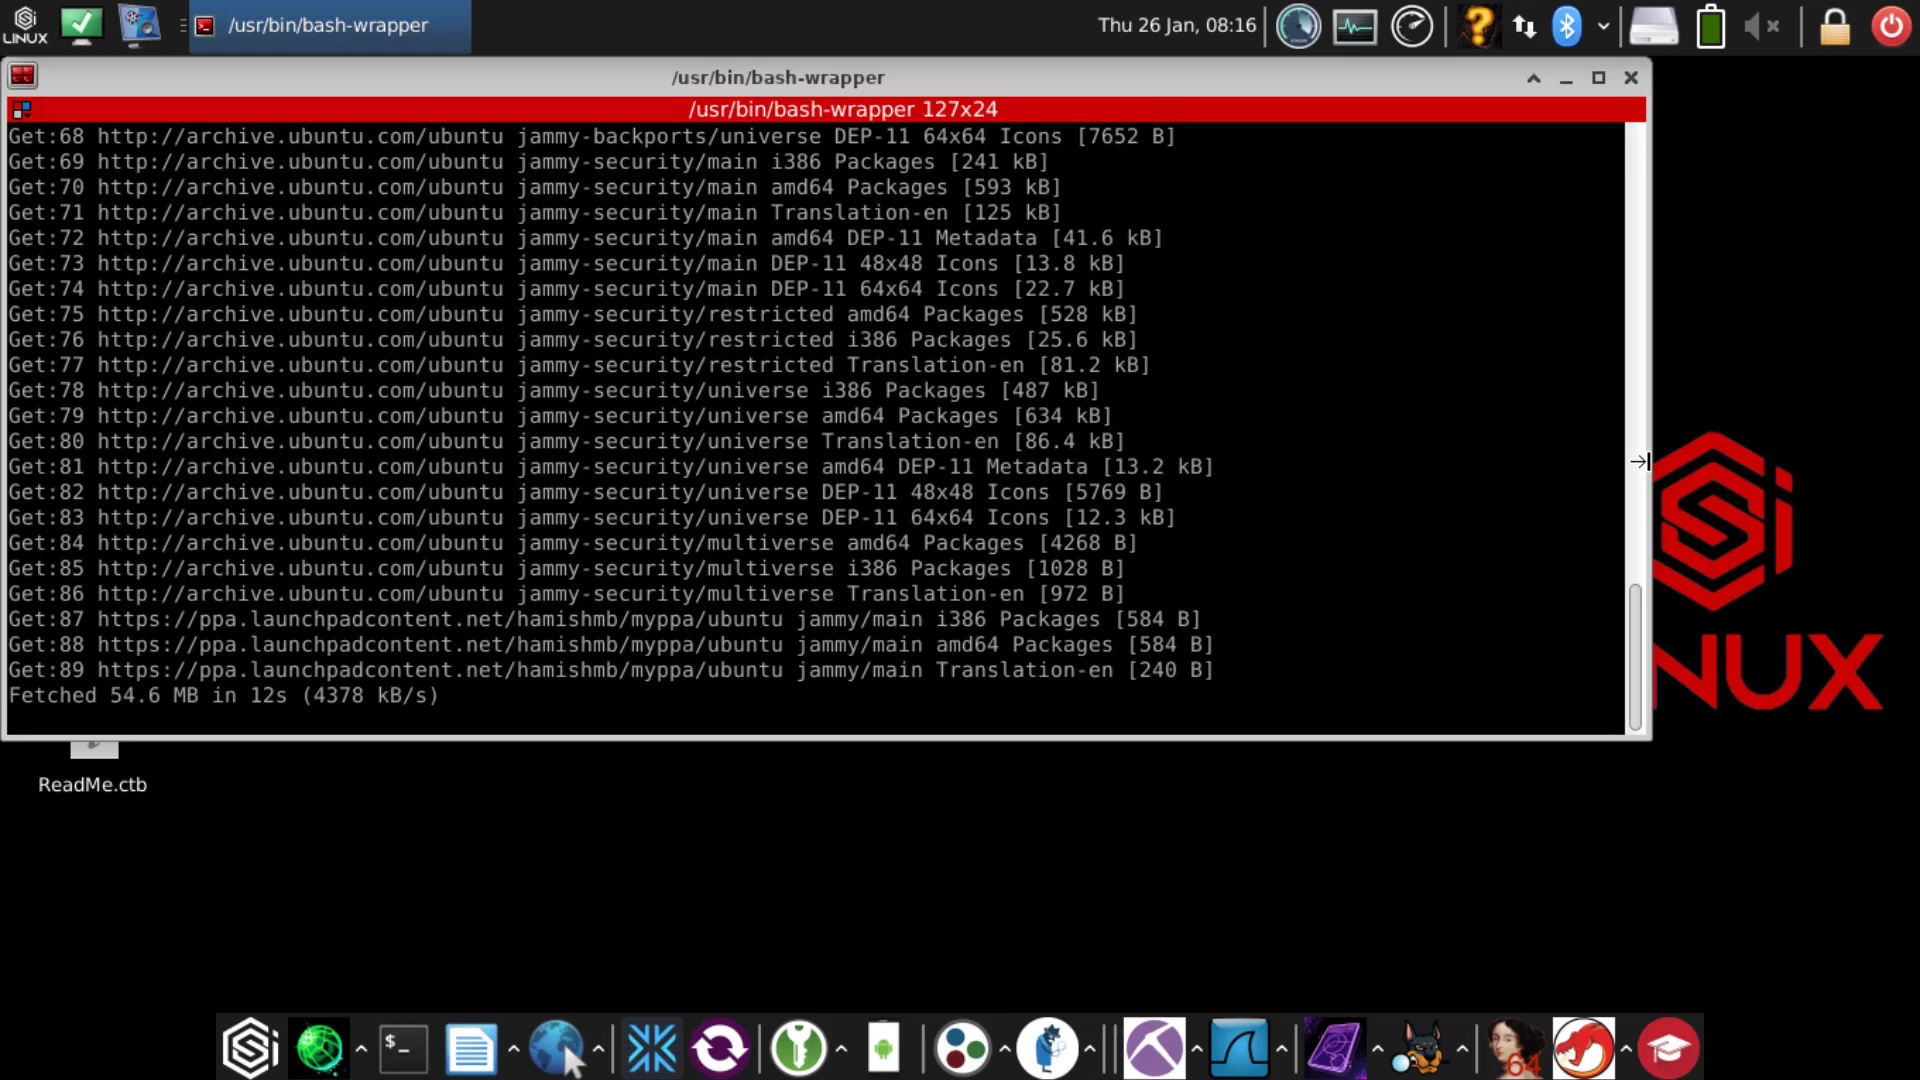 LINUX
/usr/bin/bash-wrapper
Thu 26 Jan, 08:16
/usr/bin/bash-wrapper
/usr/bin/bash-wrapper 127x24
Get:68 http://archive.ubuntu.com/ubuntu jammy-backports/universe DEP-11 64x64 Icons [7652 B]
Get:69 http://archive.ubuntu.com/ubuntu jammy-security/main i386 Packages [241 kB]
Get:70 http://archive.ubuntu.com/ubuntu jammy-security/main amd64 Packages [593 kB]
Get:71 http://archive.ubuntu.com/ubuntu jammy-security/main Translation-en [125 kB]
Get:72 http://archive.ubuntu.com/ubuntu jammy-security/main amd64 DEP-11 Metadata [41.6 kB]
Get:73 http://archive.ubuntu.com/ubuntu jammy-security/main DEP-11 48x48 Icons [13.8 kB]
Get:74 http://archive.ubuntu.com/ubuntu jammy-security/main DEP-11 64x64 Icons [22.7 kB]
Get:75 http://archive.ubuntu.com/ubuntu jammy-security/restricted amd64 Packages [528 kB]
Get:76 http://archive.ubuntu.com/ubuntu jammy-security/restricted i386 Packages [25.6 kB]
Get:77 http://archive.ubuntu.com/ubuntu jammy-security/restricted Translation-en [81.2 kB]
Get:78 http://archive.ubuntu.com/ubuntu jammy-security/universe i386 Packages [487 kB]
Get:79 http://archive.ubuntu.com/ubuntu jammy-security/universe amd64 Packages [634 kB]
Get:80 http://archive.ubuntu.com/ubuntu jammy-security/universe Translation-en [86.4 kB]
Get:81 http://archive.ubuntu.com/ubuntu jammy-security/universe amd64 DEP-11 Metadata [13.2 kB]
Get:82 http://archive.ubuntu.com/ubuntu jammy-security/universe DEP-11 48x48 Icons [5769 B]
Get:83 http://archive.ubuntu.com/ubuntu jammy-security/universe DEP-11 64x64 Icons [12.3 kB]
Get:84 http://archive.ubuntu.com/ubuntu jammy-security/multiverse amd64 Packages [4268 B]
Get:85 http://archive.ubuntu.com/ubuntu jammy-security/multiverse i386 Packages [1028 B]
Get:86 http://archive.ubuntu.com/ubuntu jammy-security/multiverse Translation-en [972 B]
Get:87 https://ppa.launchpadcontent.net/hamishmb/myppa/ubuntu jammy/main i386 Packages [584 B]
Get:88 https://ppa.launchpadcontent.net/hamishmb/myppa/ubuntu jammy/main amd64 Packages [584 B]
Get:89 https://ppa.launchpadcontent.net/hamishmb/myppa/ubuntu jammy/main Translation-en [240 B]
Fetched 54.6 MB in 12s (4378 kB/s)
NUX
ReadMe.ctb
$_
64